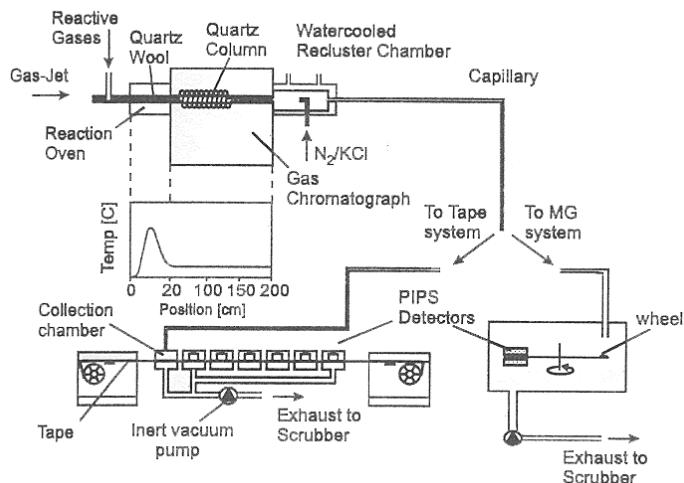 Reactive
Gases
Quartz
Wool
Quartz
Column
Watercooled
Recluster Chamber
Gas-Jet
Capillary
Reaction
Oven
N2/KCl
Gas
Chromatograph
To Tape
system
To MG
system
Temp [C]
0 20 100 150 200
Position [cm]
Collection
chamber
PIPS
Detectors
wheel
Tape
Inert vacuum
pump
Exhaust to
Scrubber
Exhaust to
Scrubber